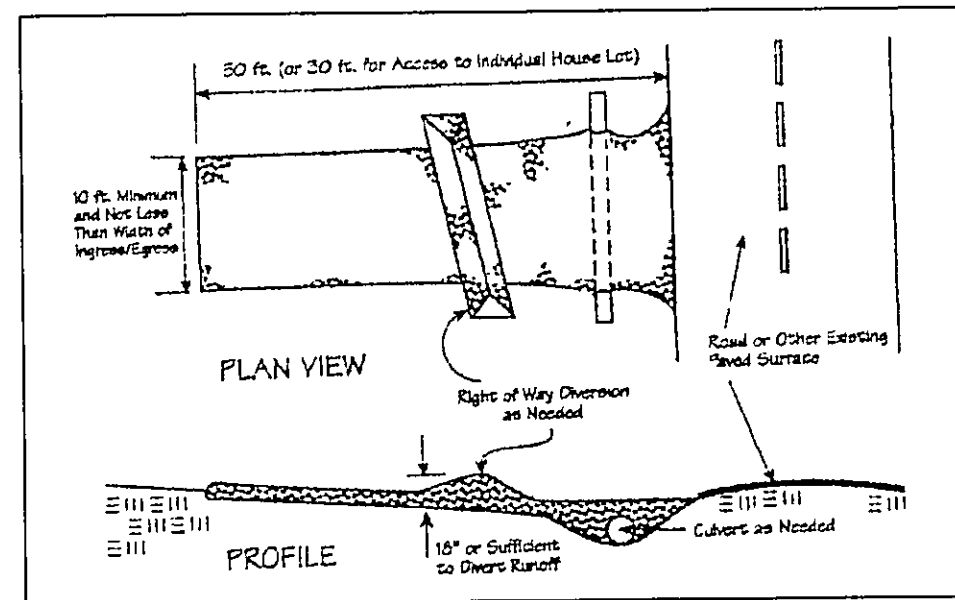 50 ft. (or 30 ft. for Access to Individual House Lot)
10 ft. Minimum
and Not Less
Than Width of
Ingress/Egress
PLAN VIEW
Road or Other Existing
Paved Surface
Right of Way Diversion
as Needed
Culvert as Needed
18" or Sufficient
to Divert Runoff
PROFILE